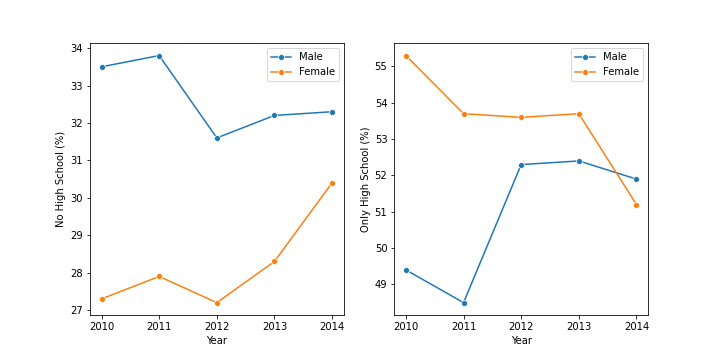 No High School (%)
34
33
32
31
30
29
28
27
2010 2011 2012 2013 2014
Year
Male
Female
Only High School (%)
55
54
53
52
51
50
49
2010 2011 2012 2013 2014
Year
Male
Female